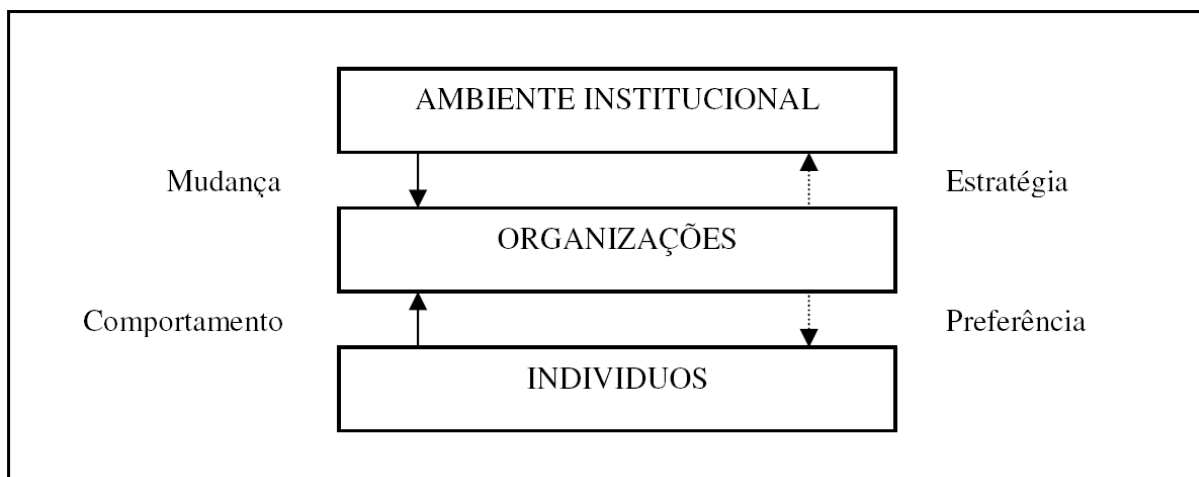 AMBIENTE INSTITUCIONAL
Mudança
Estratégia
ORGANIZAÇÕES
Comportamento
Preferência
INDIVIDUOS